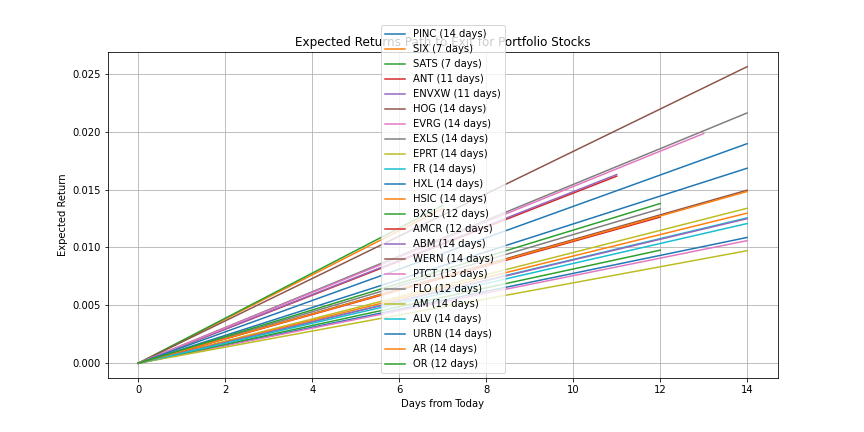 Expected Returns Path to Exit for Portfolio Stocks
PINC (14 days)
SIX (7 days)
SATS (7 days)
ANT (11 days)
ENVXW (11 days)
HOG (14 days)
EVRG (14 days)
EXLS (14 days)
EPRT (14 days)
FR (14 days)
HXL (14 days)
HSIC (14 days)
BXSL (12 days)
AMCR (12 days)
ABM (14 days)
WERN (14 days)
PTCT (13 days)
FLO (12 days)
AM (14 days)
ALV (14 days)
URBN (14 days)
AR (14 days)
OR (12 days)
Expected Return
0.025
0.020
0.015
0.010
0.005
0.000
0 2 4 6 8 10 12 14
Days from Today